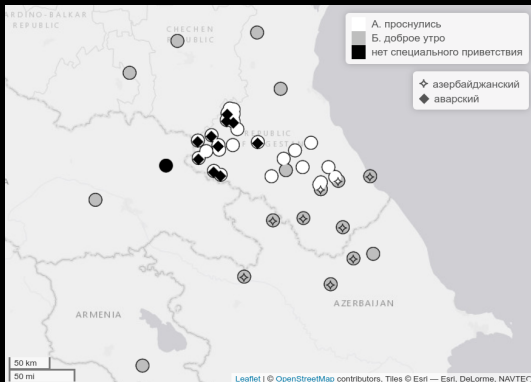 KARDINO-BALKAR
REPUBLIC
CHECHEN
REPUBLIC
А. проснулись
Б. доброе утро
нет специального приветствия
азербайджанский
аварский
REPUBLIC
ARMENIA
AZERBAIJAN
50 km
50 mi
Leaflet | © OpenStreetMap contributors, Tiles © Esri — Esri, DeLorme, NAVTEQ